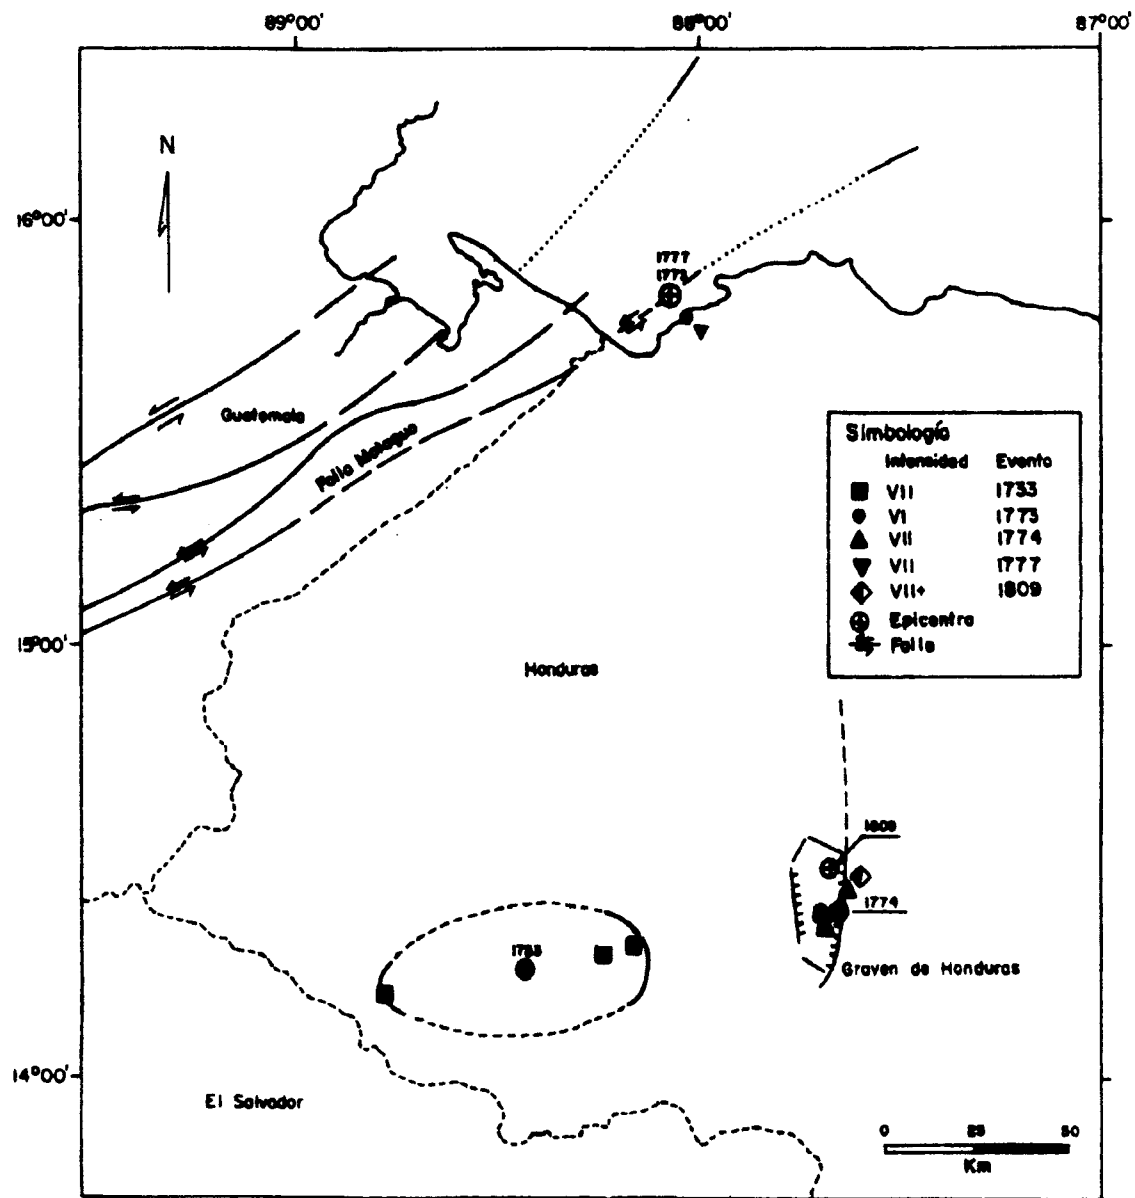 89°00'
88°00'
87°00'
N
16°00'
1777
1773
Guatemala
Falla Motagua
Simbología
Intensidad Evento
VII 1733
VI 1773
VII 1774
VII 1777
VII+ 1809
Epicentro
Falla
15°00'
Honduras
1809
1774
1733
Graven de Honduras
14°00'
El Salvador
0 25 50
Km